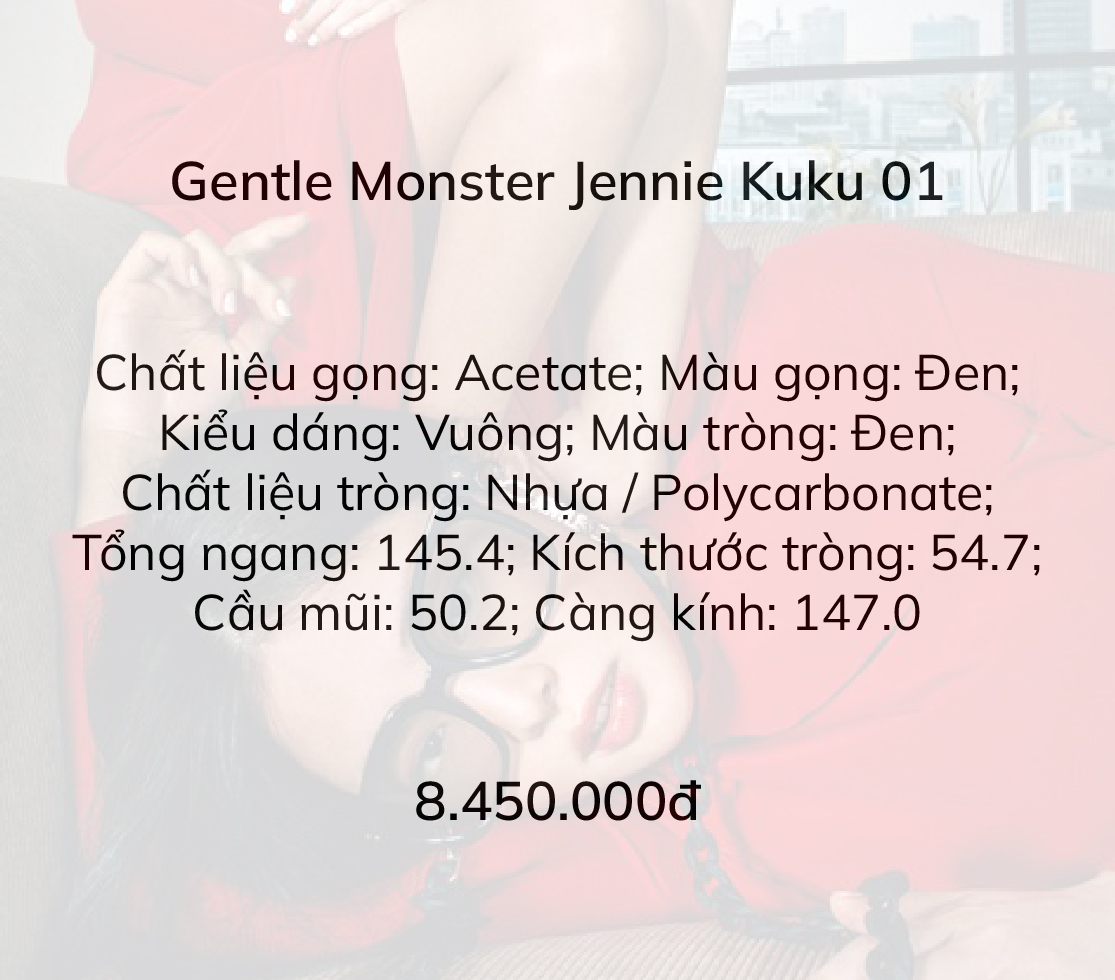 Gentle Monster Jennie Kuku 01
Chất liệu gọng: Acetate; Màu gọng: Đen;
Kiểu dáng: Vuông; Màu tròng: Đen;
Chất liệu tròng: Nhựa / Polycarbonate;
Tổng ngang: 145.4; Kích thước tròng: 54.7;
Cầu mũi: 50.2; Càng kính: 147.0
8.450.000đ